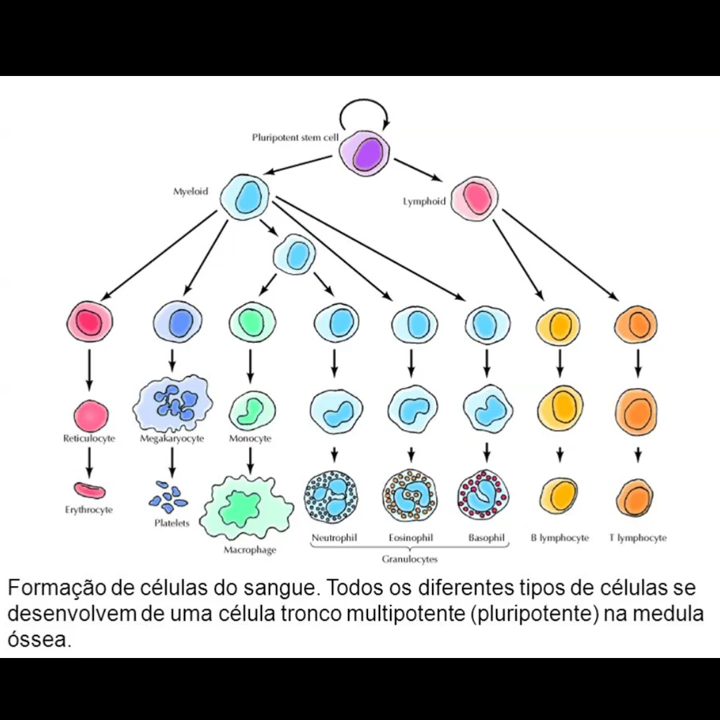 Pluripotent stem cell
Myeloid
Lymphoid
Reticulocyte
Megakaryocyte
Monocyte
Erythrocyte
Platelets
Macrophage
Neutrophil
Eosinophil
Basophil
B lymphocyte
T lymphocyte
Granulocytes
Formação de células do sangue. Todos os diferentes tipos de células se
desenvolvem de uma célula tronco multipotente (pluripotente) na medula
óssea.